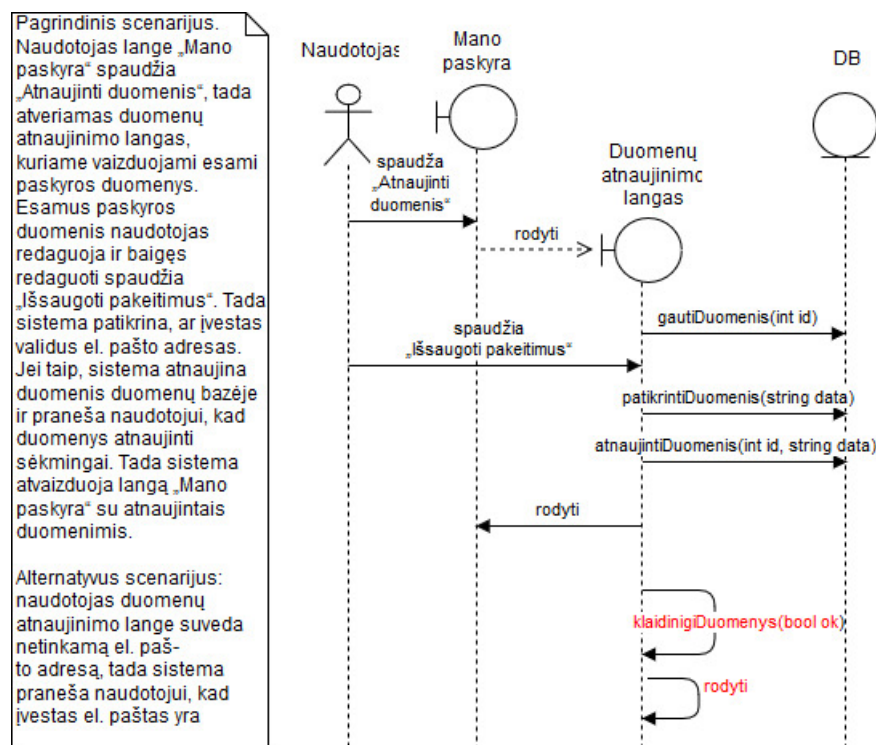 Pagrindinis scenarijus.
Naudotojas lange „Mano
paskyra“ spaudžia
„Atnaujinti duomenis“, tada
atveriamas duomenų
atnaujinimo langas,
kuriame vaizduojami esami
paskyros duomenys.
Esamus paskyros
duomenis naudotojas
redaguoja ir baigęs
redaguoti spaudžia
„Išsaugoti pakeitimus“. Tada
sistema patikrina, ar įvestas
validus el. pašto adresas.
Jei taip, sistema atnaujina
duomenis duomenų bazėje
ir praneša naudotojui, kad
duomenys atnaujinti
sėkmingai. Tada sistema
atvaizduoja langą „Mano
paskyra“ su atnaujintais
duomenimis.
Alternatyvus scenarijus:
naudotojas duomenų
atnaujinimo lange suveda
netinkamą el. paš-
to adresą, tada sistema
praneša naudotojui, kad
įvestas el. paštas yra
Naudotojas
Mano
paskyra
DB
Duomenų
atnaujinimo
langas
spaudža
„Atnaujinti
duomenis“
rodyti
gautiDuomenis(int id)
spaudžia
„Išsaugoti pakeitimus“
patikrintiDuomenis(string data)
atnaujintiDuomenis(int id, string data)
rodyti
klaidinigiDuomenys(bool ok)
rodyti